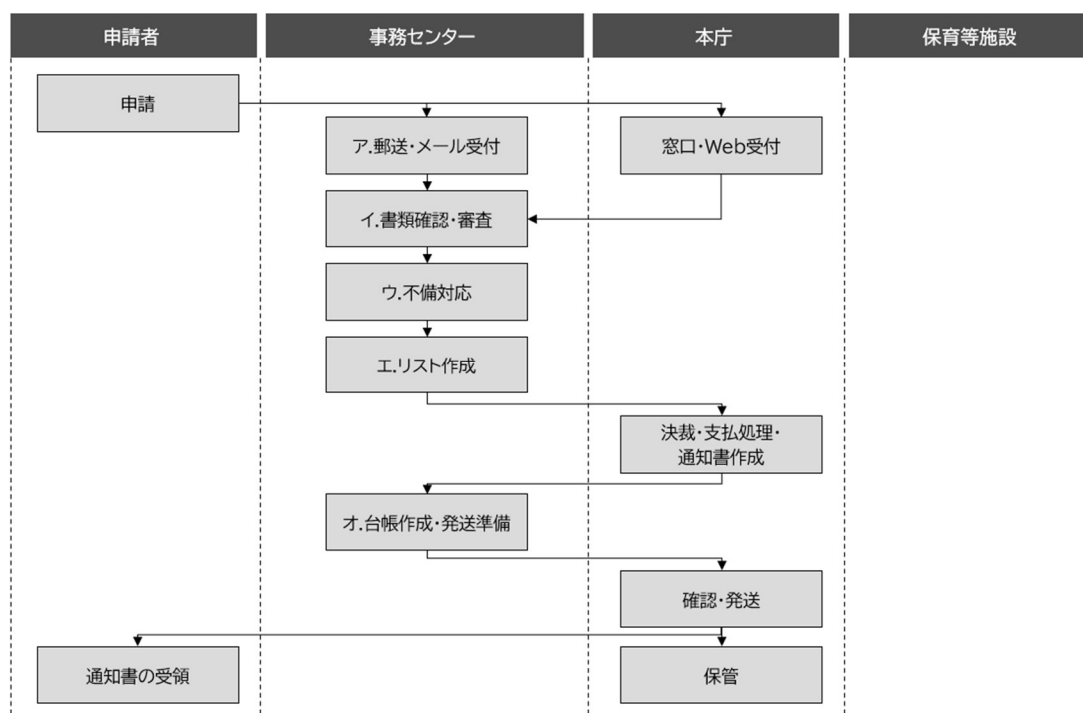 申請者
事務センター
本庁
保育等施設
申請
ア.郵送・メール受付
窓口・Web受付
イ.書類確認・審査
ウ.不備対応
エ.リスト作成
決裁・支払処理・
通知書作成
オ.台帳作成・発送準備
確認・発送
通知書の受領
保管